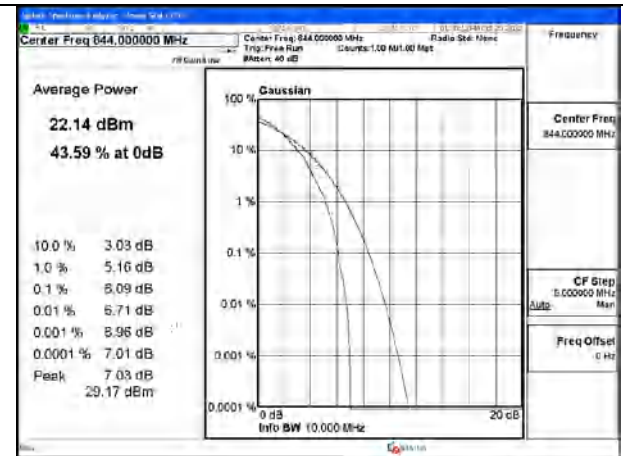 Center Freq 844.000000 MHz
Center Freq: 844.000000 MHz
Radio Std: None
Trig: Free Run
Counts:1.00 M/1.00 Mpt
#Atten: 40 dB
Frequency
Average Power
22.14 dBm
43.59 % at 0dB
10.0 % 3.03 dB
1.0 % 5.16 dB
0.1 % 6.09 dB
0.01 % 6.71 dB
0.001 % 6.96 dB
0.0001 % 7.01 dB
Peak 7.03 dB
29.17 dBm
Gaussian
100 %
10 %
1 %
0.1 %
0.01 %
0.001 %
0.0001 %
0 dB
20 dB
Info BW 10.000 MHz
Center Freq
844.000000 MHz
CF Step
5.000000 MHz
Auto Man
Freq Offset
0 Hz